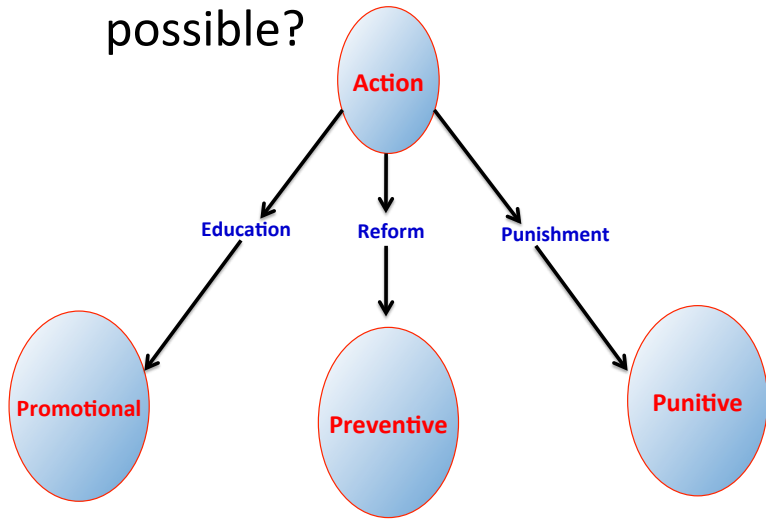 possible?
Action
Education
Reform
Punishment
Promotional
Preventive
Punitive